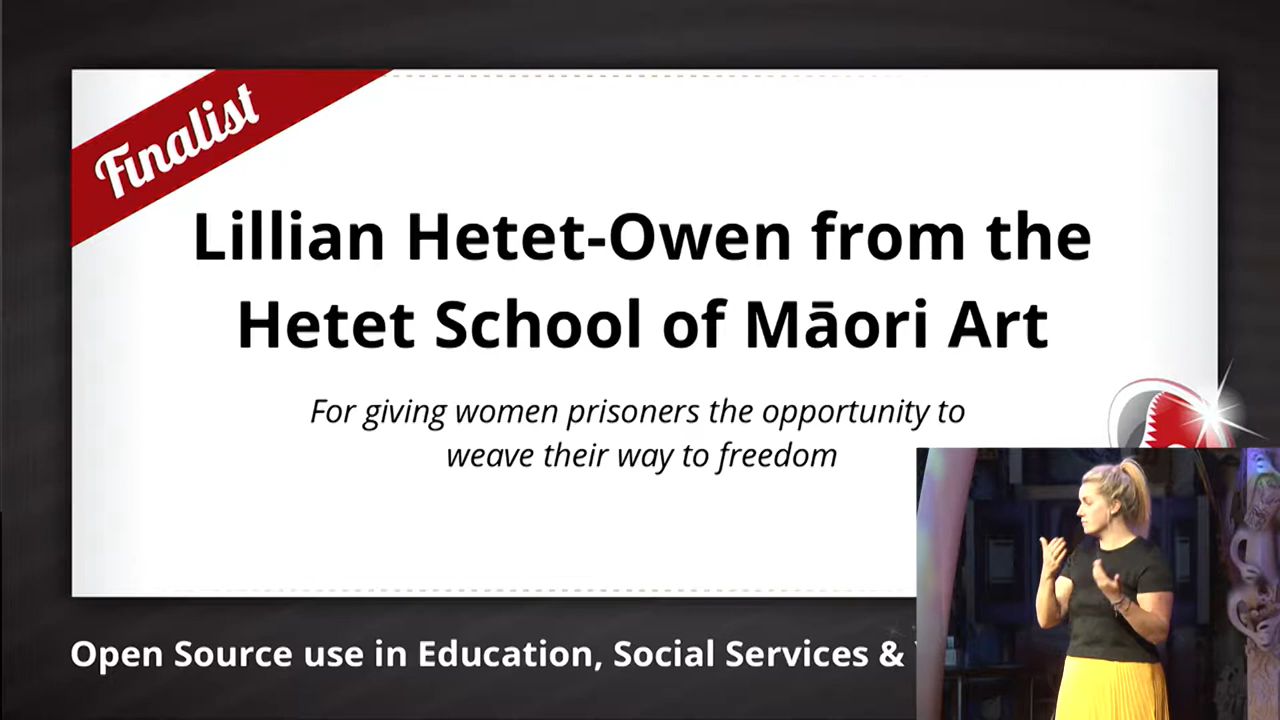 Finalist
Lillian Hetet-Owen from the
Hetet School of Māori Art
For giving women prisoners the opportunity to
weave their way to freedom
Open Source use in Education, Social Services &